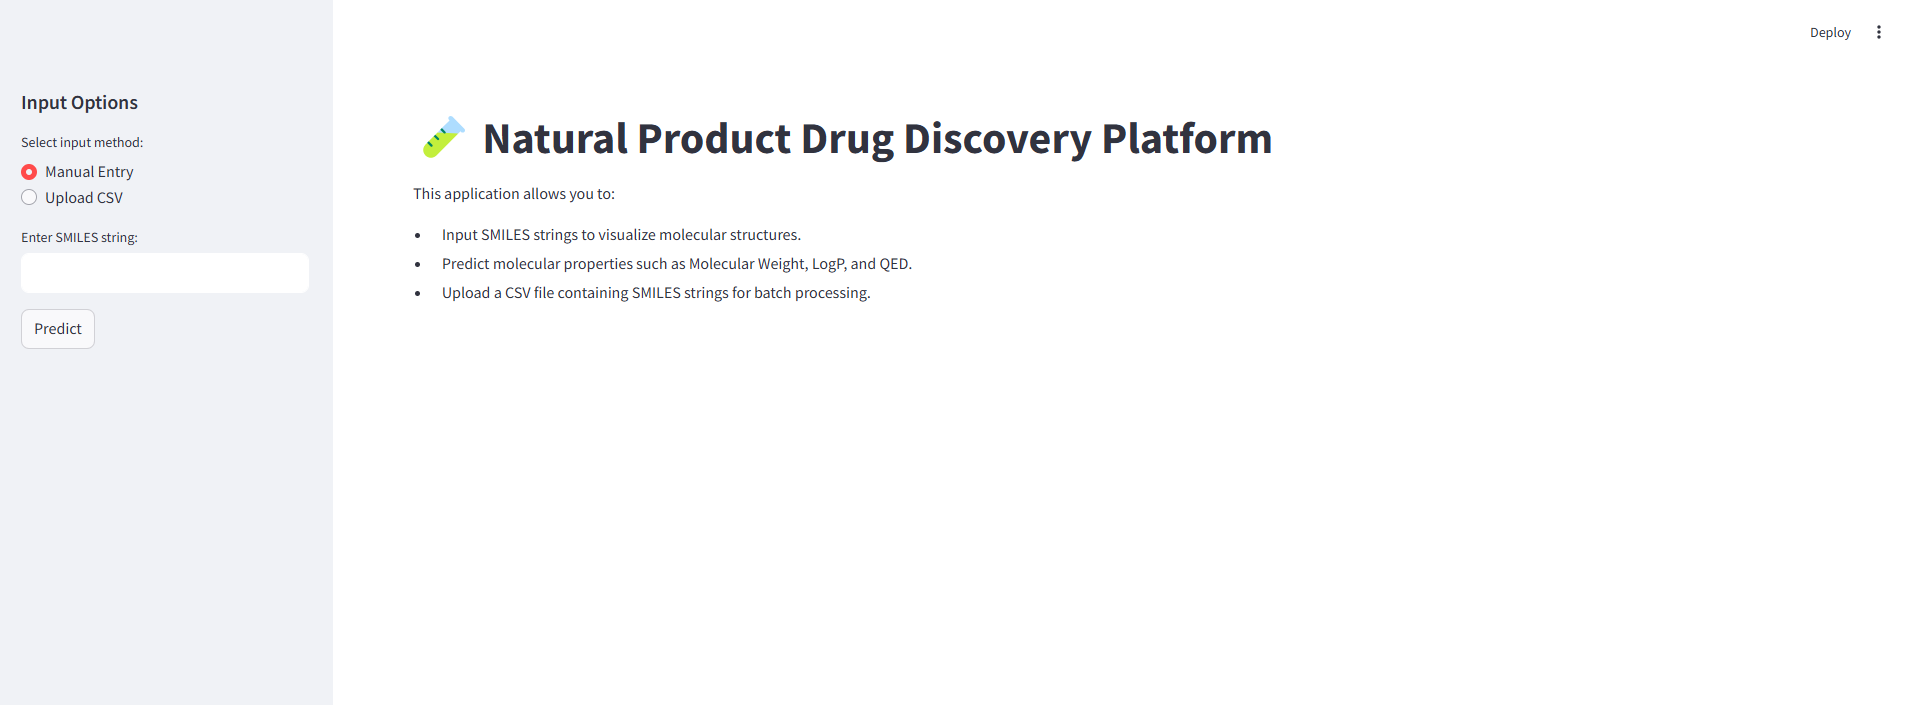 Deploy
Input Options
Select input method:
Manual Entry
Upload CSV
Enter SMILES string:
Predict
Natural Product Drug Discovery Platform
This application allows you to:
Input SMILES strings to visualize molecular structures.
Predict molecular properties such as Molecular Weight, LogP, and QED.
Upload a CSV file containing SMILES strings for batch processing.